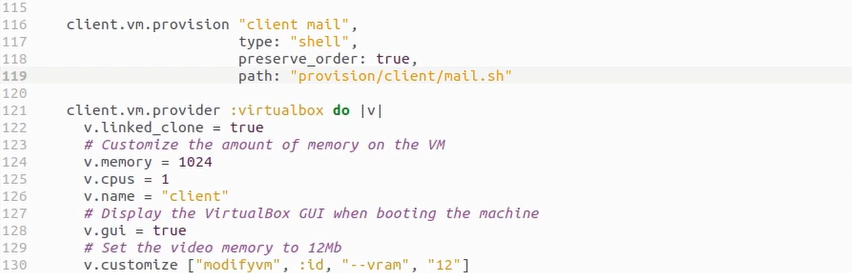 115
116 client.vm.provision "client mail",
117 type: "shell",
118 preserve_order: true,
119 path: "provision/client/mail.sh"
120
121 client.vm.provider :virtualbox do |v|
122 v.linked_clone = true
123 # Customize the amount of memory on the VM
124 v.memory = 1024
125 v.cpus = 1
126 v.name = "client"
127 # Display the VirtualBox GUI when booting the machine
128 v.gui = true
129 # Set the video memory to 12Mb
130 v.customize ["modifyvm", :id, "--vram", "12"]